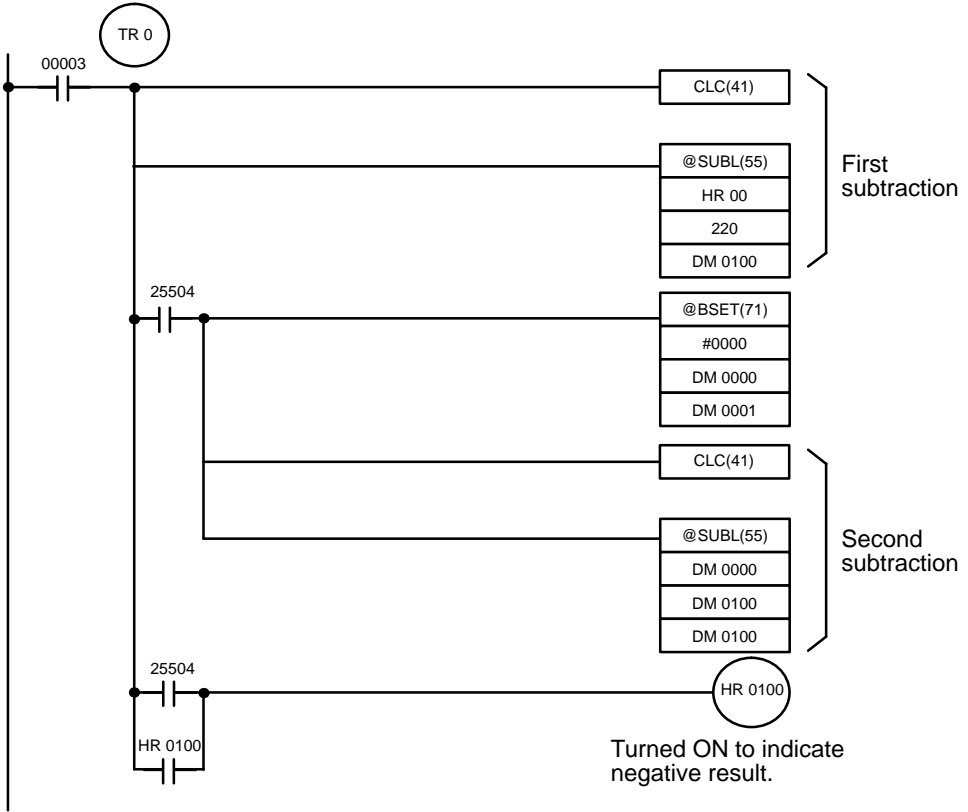 TR 0
00003
CLC(41)
@SUBL(55)
HR 00
220
DM 0100
First
subtraction
25504
@BSET(71)
#0000
DM 0000
DM 0001
CLC(41)
@SUBL(55)
DM 0000
DM 0100
DM 0100
Second
subtraction
25504
HR 0100
HR 0100
Turned ON to indicate
negative result.